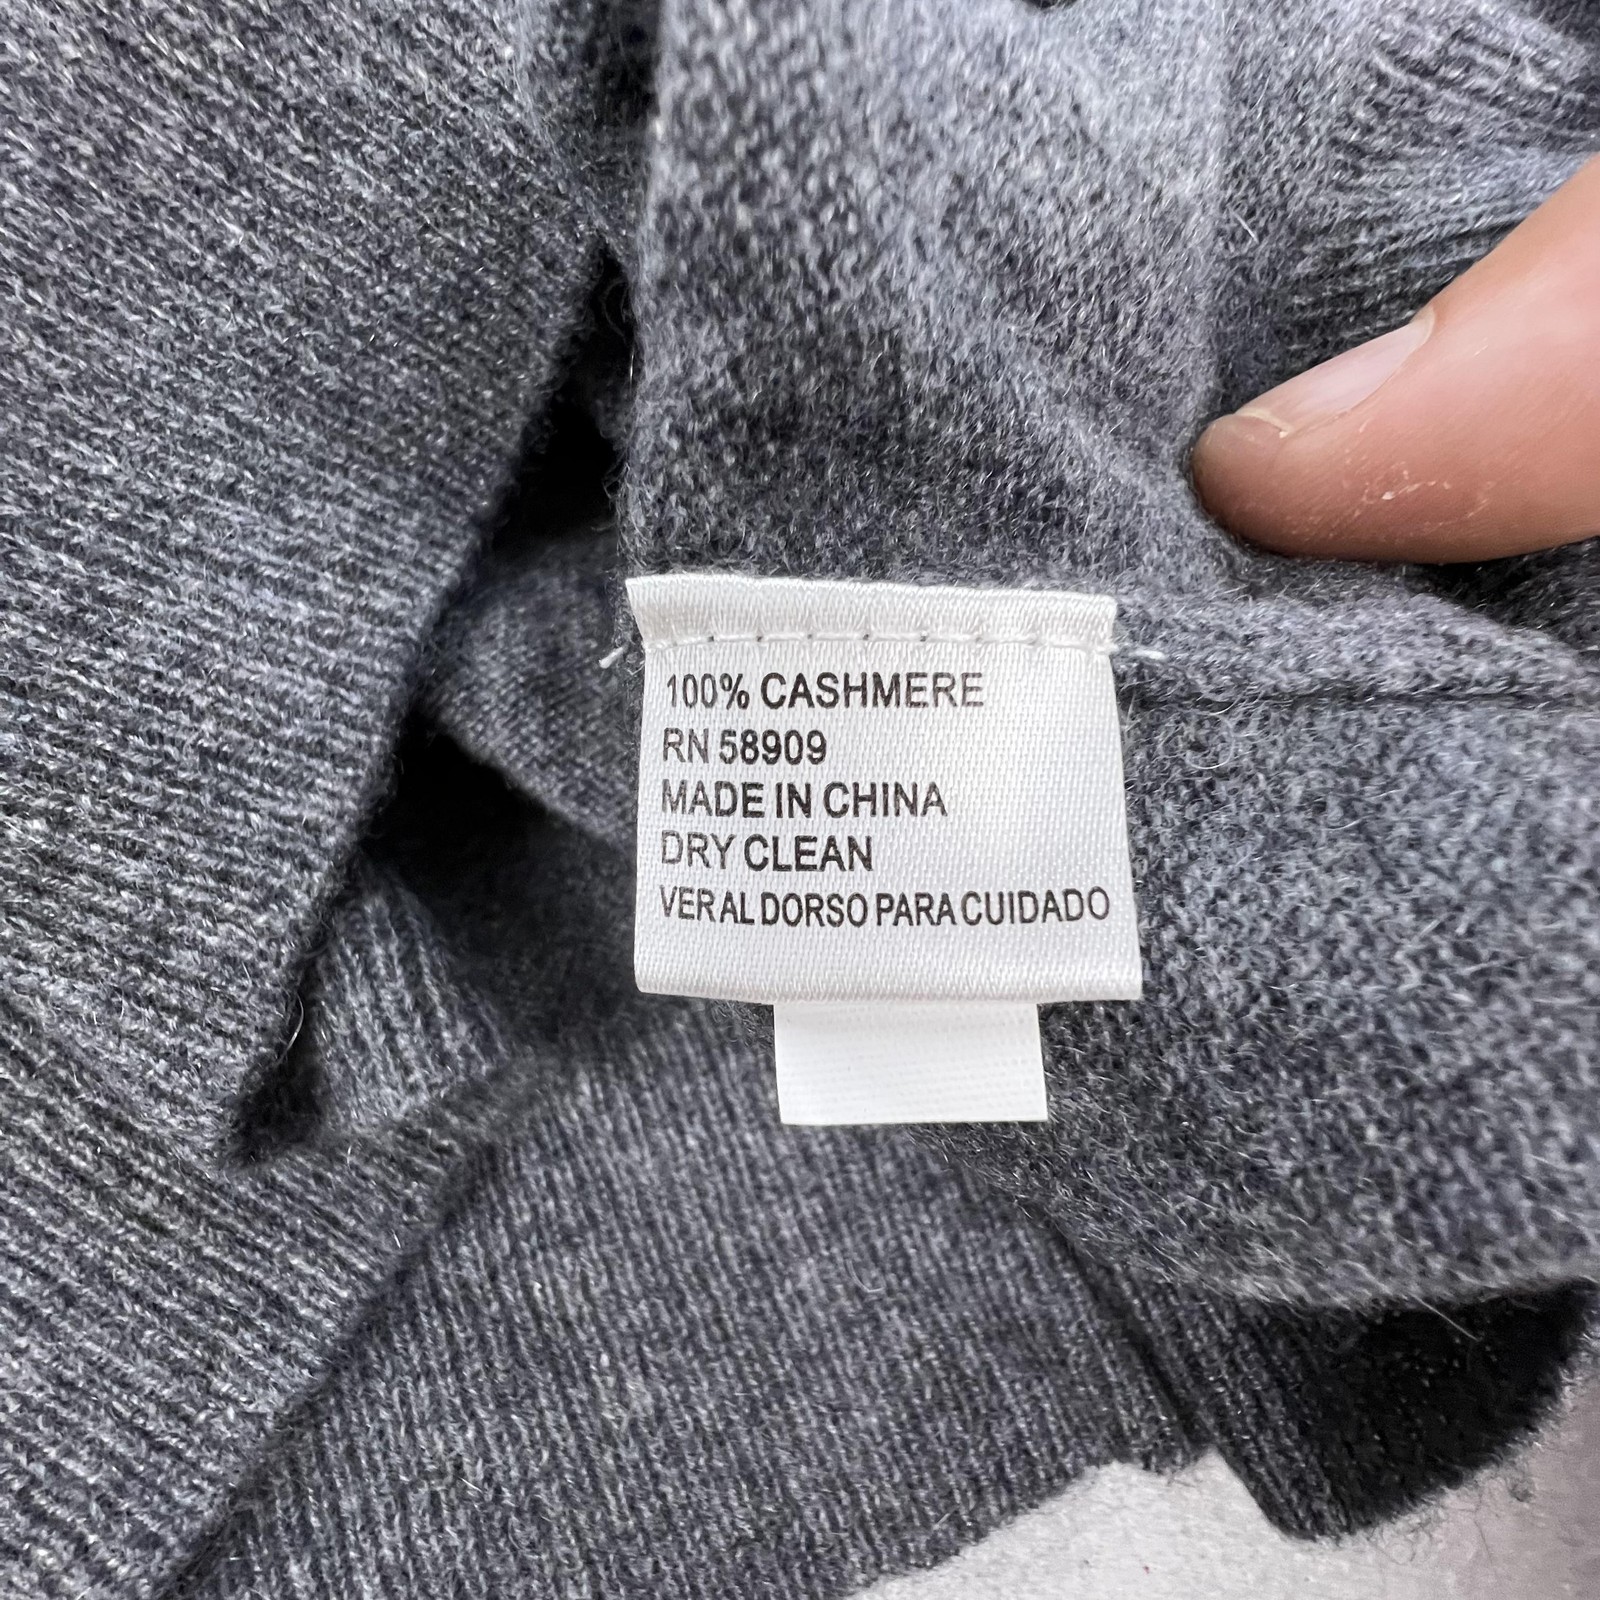 100% CASHMERE
RN 58909
MADE IN CHINA
DRY CLEAN
VER AL DORSO PARA CUIDADO